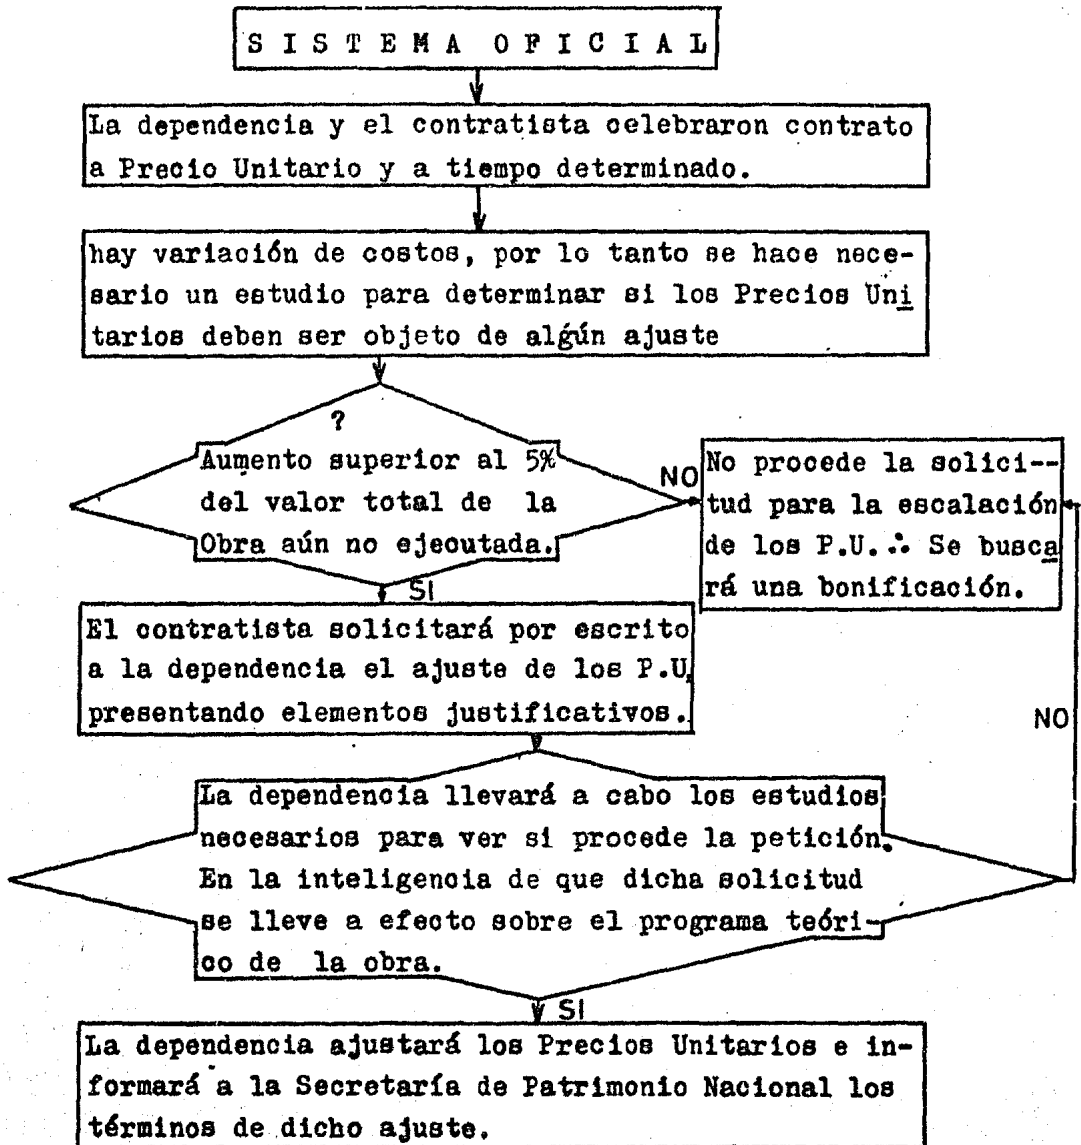 SISTEMA OFICIAL
La dependencia y el contratista celebraron contrato
a Precio Unitario y a tiempo determinado.
hay variación de costos, por lo tanto se hace nece-
sario un estudio para determinar si los Precios Uni
tarios deben ser objeto de algún ajuste
?
Aumento superior al 5%
del valor total de la
Obra aún no ejecutada.
NO
No procede la solici--
tud para la escalación
de los P.U. ∴ Se busca
rá una bonificación.
SI
El contratista solicitará por escrito
a la dependencia el ajuste de los P.U.
presentando elementos justificativos.
NO
La dependencia llevará a cabo los estudios
necesarios para ver si procede la petición.
En la inteligencia de que dicha solicitud
se lleve a efecto sobre el programa teóri-
co de la obra.
SI
La dependencia ajustará los Precios Unitarios e in-
formará a la Secretaría de Patrimonio Nacional los
términos de dicho ajuste.